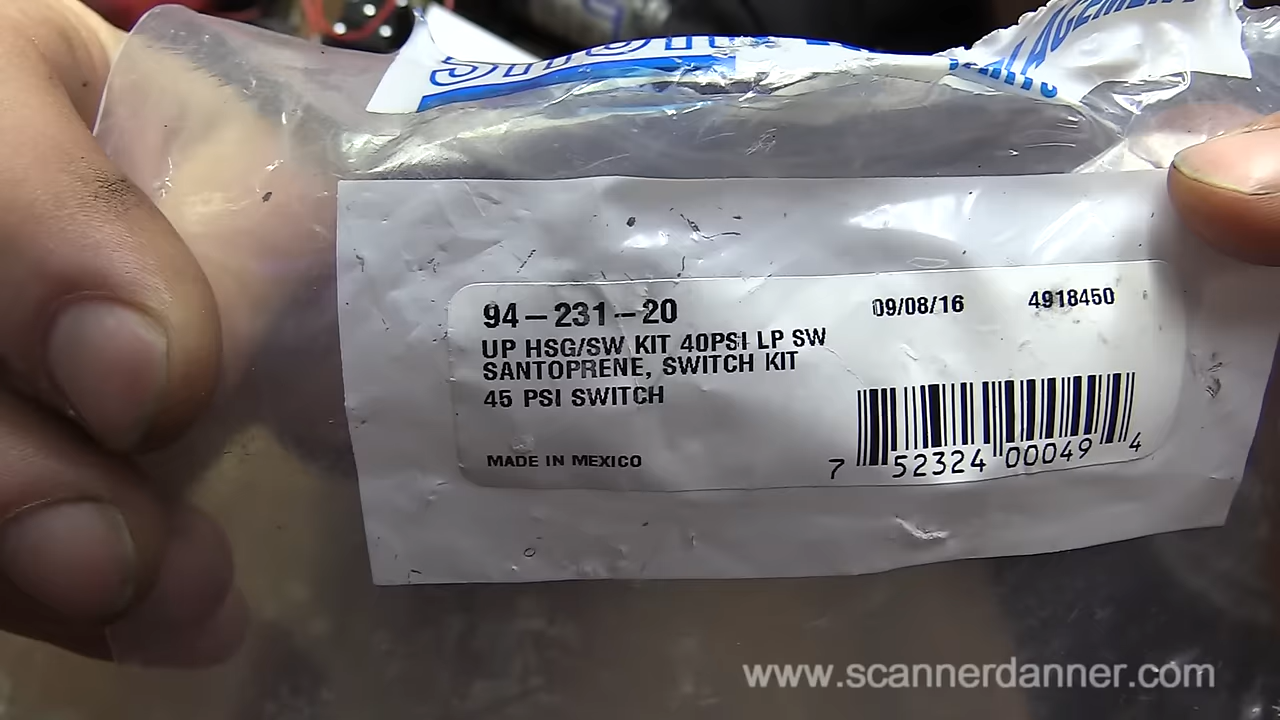 94-231-20 09/08/16 4918450
UP HSG/SW KIT 40PSI LP SW
SANTOPRENE, SWITCH KIT
45 PSI SWITCH
MADE IN MEXICO
7 52324 00049 4
www.scannerdanner.com